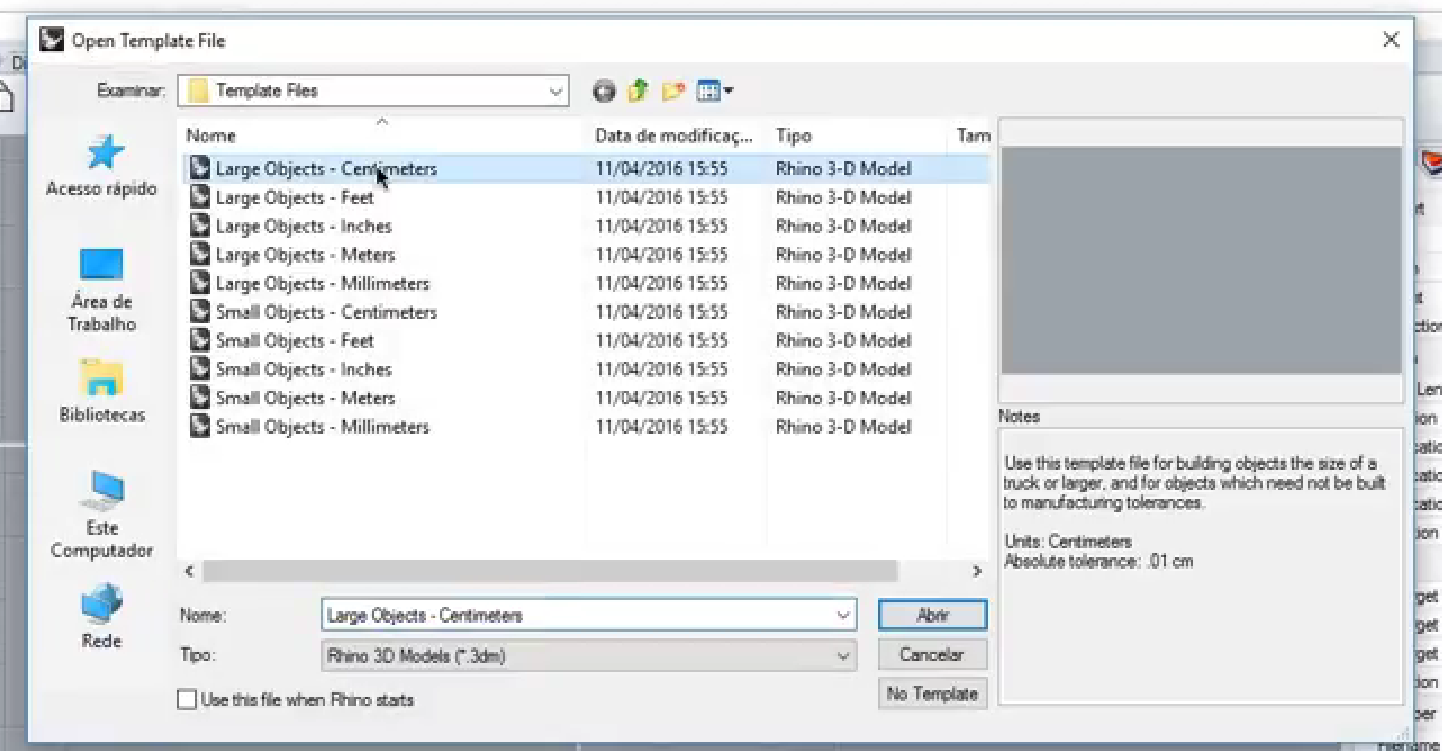 Open Template File
Examinar:
Template Files
Nome
Data de modificaç...
Tipo
Tam
Large Objects - Centimeters 11/04/2016 15:55 Rhino 3-D Model
Large Objects - Feet 11/04/2016 15:55 Rhino 3-D Model
Large Objects - Inches 11/04/2016 15:55 Rhino 3-D Model
Large Objects - Meters 11/04/2016 15:55 Rhino 3-D Model
Large Objects - Millimeters 11/04/2016 15:55 Rhino 3-D Model
Small Objects - Centimeters 11/04/2016 15:55 Rhino 3-D Model
Small Objects - Feet 11/04/2016 15:55 Rhino 3-D Model
Small Objects - Inches 11/04/2016 15:55 Rhino 3-D Model
Small Objects - Meters 11/04/2016 15:55 Rhino 3-D Model
Small Objects - Millimeters 11/04/2016 15:55 Rhino 3-D Model
Acesso rápido
Área de
Trabalho
Bibliotecas
Este
Computador
Rede
Notes
Use this template file for building objects the size of a
truck or larger, and for objects which need not be built
to manufacturing tolerances.
Units: Centimeters
Absolute tolerance: .01 cm
Nome:
Large Objects - Centimeters
Abrir
Tipo:
Rhino 3D Models (*.3dm)
Cancelar
Use this file when Rhino starts
No Template